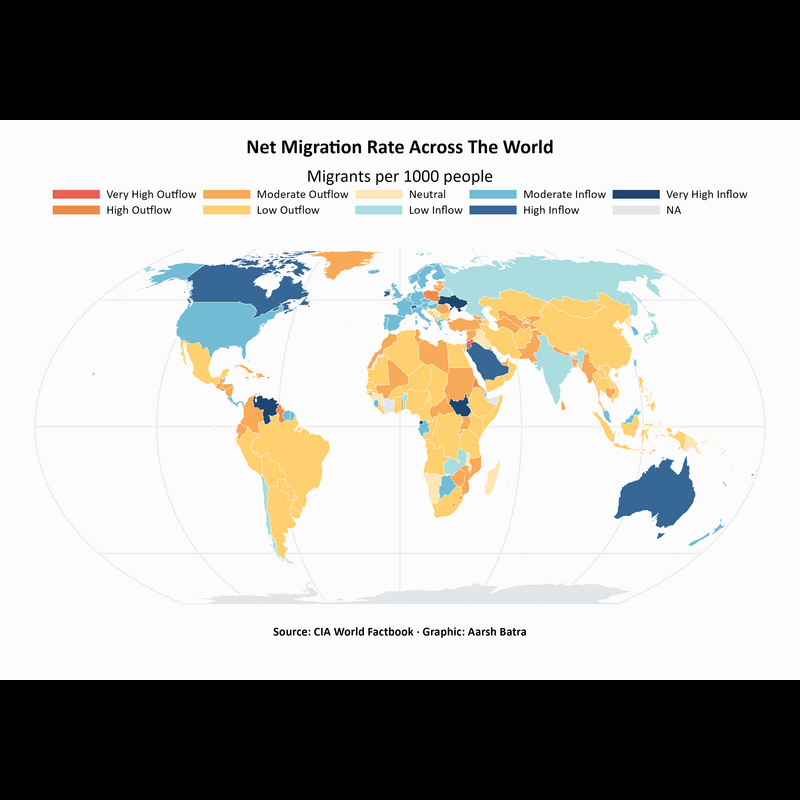 Net Migration Rate Across The World
Migrants per 1000 people
Very High Outflow Moderate Outflow Neutral Moderate Inflow Very High Inflow
High Outflow Low Outflow Low Inflow High Inflow NA
Source: CIA World Factbook · Graphic: Aarsh Batra